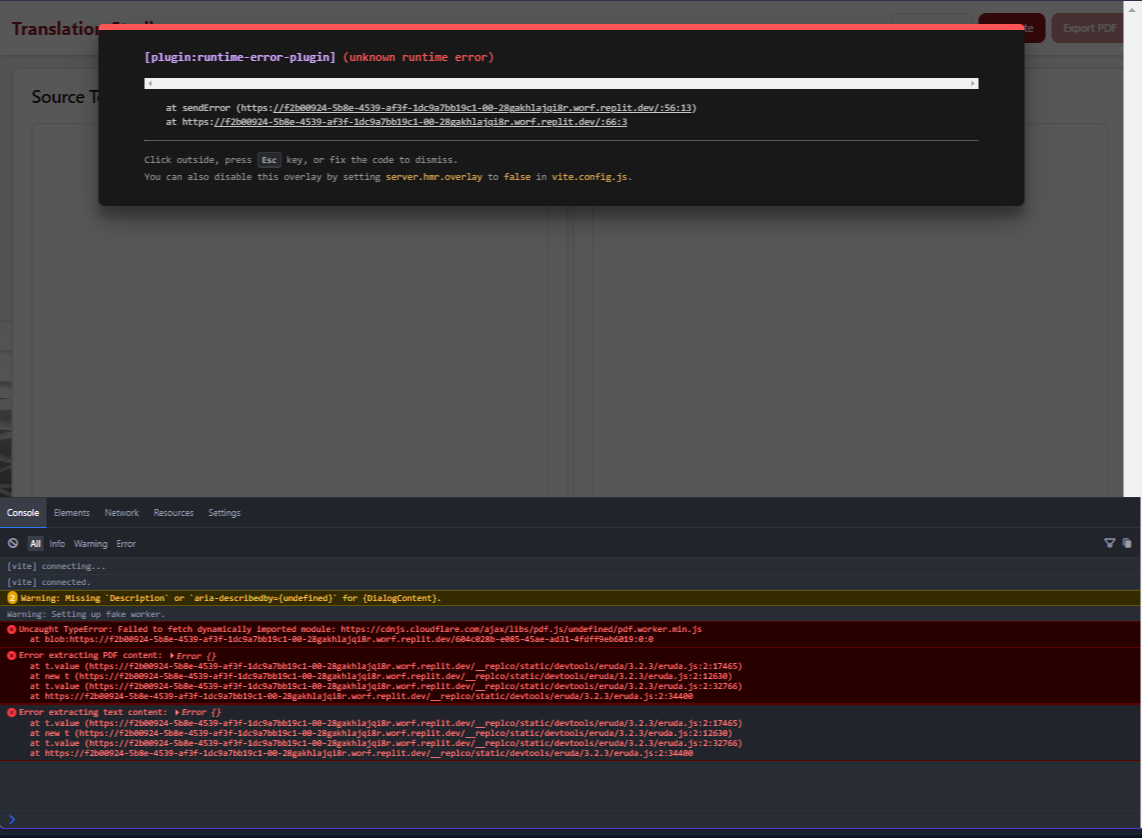 Translation
Export PDF
Source
[plugin:runtime-error-plugin] (unknown runtime error)
at sendError (https://f2b00924-5b8e-4539-af3f-1dc9a7bb19c1-00-28gakhlajqi8r.worf.replit.dev/:56:13)
at https://f2b00924-5b8e-4539-af3f-1dc9a7bb19c1-00-28gakhlajqi8r.worf.replit.dev/:66:3
Click outside, press Esc key, or fix the code to dismiss.
You can also disable this overlay by setting server.hmr.overlay to false in vite.config.js.
Console Elements Network Resources Settings
All Info Warning Error
[vite] connecting...
[vite] connected.
2 Warning: Missing `Description` or `aria-describedby={undefined}` for {DialogContent}.
Warning: Setting up fake worker.
Uncaught TypeError: Failed to fetch dynamically imported module: https://cdnjs.cloudflare.com/ajax/libs/pdf.js/undefined/pdf.worker.min.js
at blob:https://f2b00924-5b8e-4539-af3f-1dc9a7bb19c1-00-28gakhlajqi8r.worf.replit.dev/604c028b-e085-45ae-ad31-4fdff9eb6019:0:0
Error extracting PDF content: Error {}
at t.value (https://f2b00924-5b8e-4539-af3f-1dc9a7bb19c1-00-28gakhlajqi8r.worf.replit.dev/__replco/static/devtools/eruda/3.2.3/eruda.js:2:17465)
at new t (https://f2b00924-5b8e-4539-af3f-1dc9a7bb19c1-00-28gakhlajqi8r.worf.replit.dev/__replco/static/devtools/eruda/3.2.3/eruda.js:2:12630)
at t.value (https://f2b00924-5b8e-4539-af3f-1dc9a7bb19c1-00-28gakhlajqi8r.worf.replit.dev/__replco/static/devtools/eruda/3.2.3/eruda.js:2:32766)
at https://f2b00924-5b8e-4539-af3f-1dc9a7bb19c1-00-28gakhlajqi8r.worf.replit.dev/__replco/static/devtools/eruda/3.2.3/eruda.js:2:34400
Error extracting text content: Error {}
at t.value (https://f2b00924-5b8e-4539-af3f-1dc9a7bb19c1-00-28gakhlajqi8r.worf.replit.dev/__replco/static/devtools/eruda/3.2.3/eruda.js:2:17465)
at new t (https://f2b00924-5b8e-4539-af3f-1dc9a7bb19c1-00-28gakhlajqi8r.worf.replit.dev/__replco/static/devtools/eruda/3.2.3/eruda.js:2:12630)
at t.value (https://f2b00924-5b8e-4539-af3f-1dc9a7bb19c1-00-28gakhlajqi8r.worf.replit.dev/__replco/static/devtools/eruda/3.2.3/eruda.js:2:32766)
at https://f2b00924-5b8e-4539-af3f-1dc9a7bb19c1-00-28gakhlajqi8r.worf.replit.dev/__replco/static/devtools/eruda/3.2.3/eruda.js:2:34400